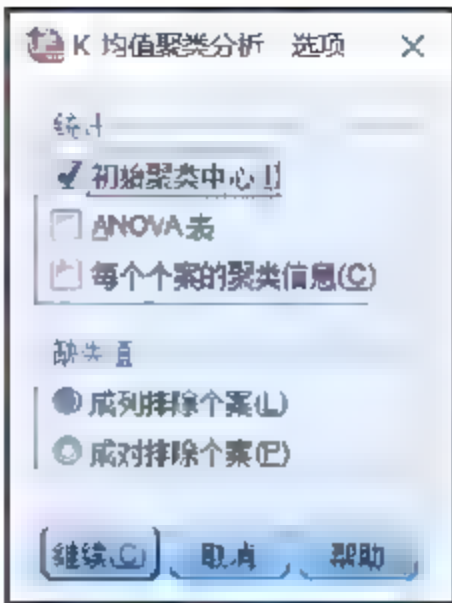 K 均值聚类分析 选项
统计
初始聚类中心(I)
ANOVA 表
每个个案的聚类信息(C)
缺失值
成列排除个案(L)
成对排除个案(P)
继续(C) 取消 帮助